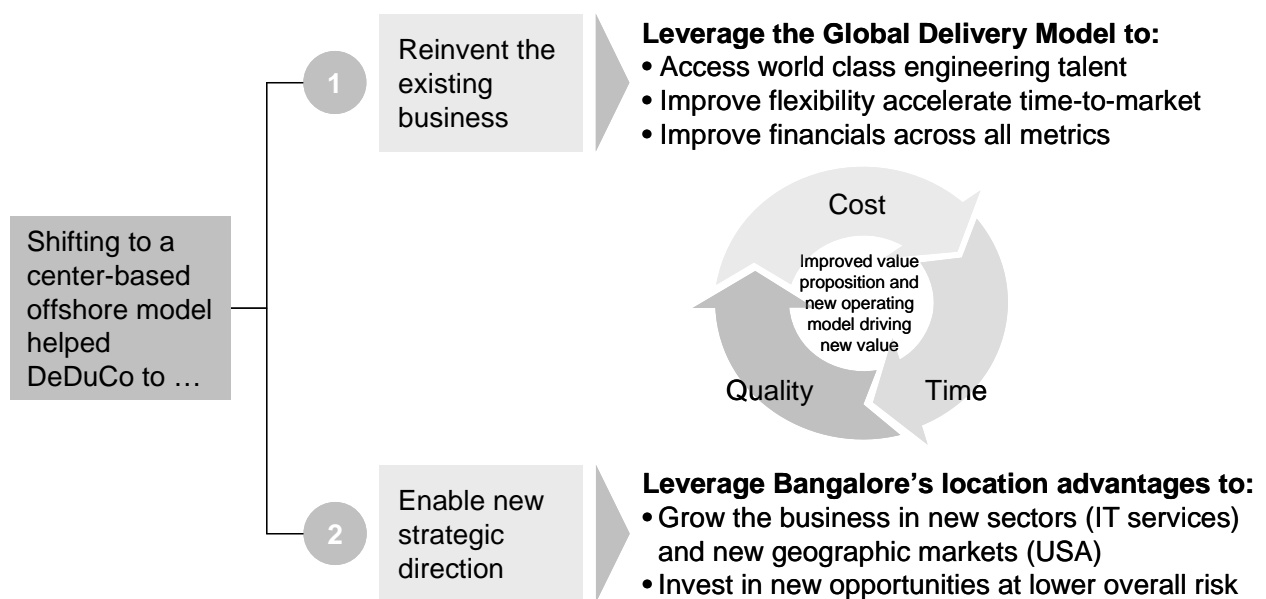 Shifting to a
center-based
offshore model
helped
DeDuCo to …
1
Reinvent the
existing
business
Leverage the Global Delivery Model to:
• Access world class engineering talent
• Improve flexibility accelerate time-to-market
• Improve financials across all metrics
Cost
Improved value
proposition and
new operating
model driving
new value
Quality
Time
2
Enable new
strategic
direction
Leverage Bangalore’s location advantages to:
• Grow the business in new sectors (IT services)
and new geographic markets (USA)
• Invest in new opportunities at lower overall risk